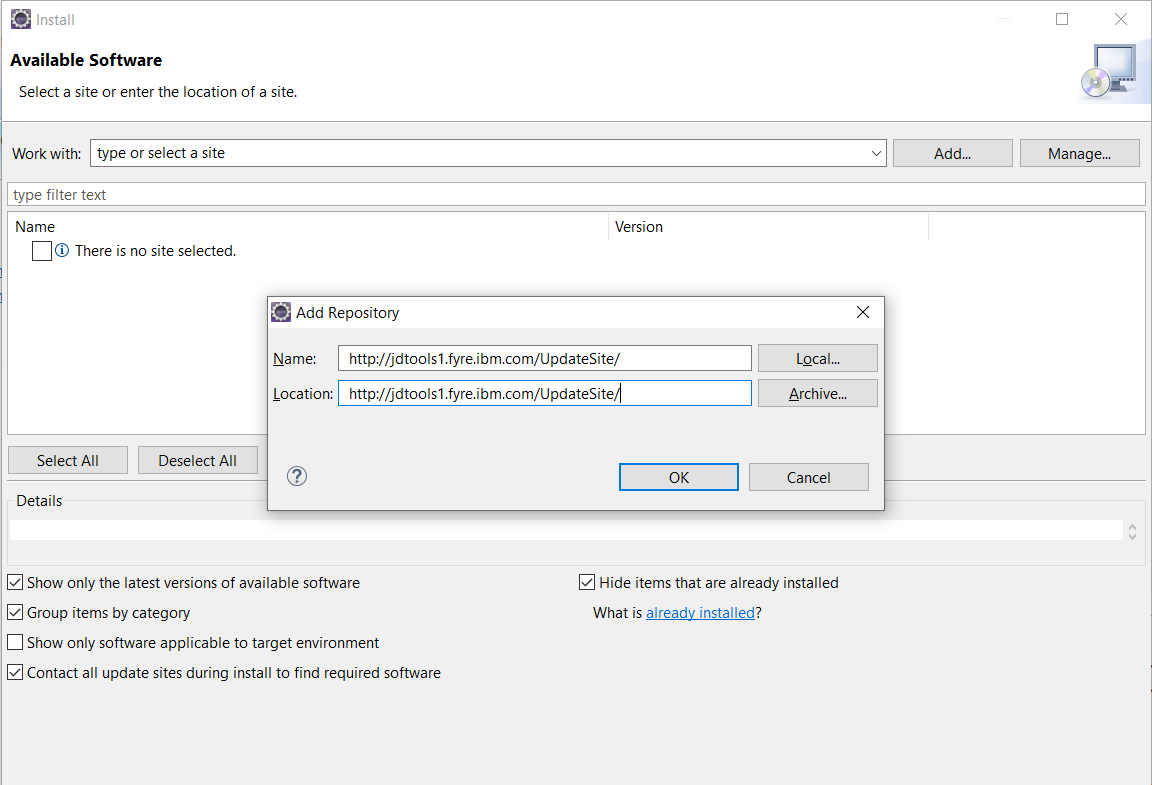 Install
Available Software
Select a site or enter the location of a site.
Work with: type or select a site Add... Manage...
type filter text
Name Version
There is no site selected.
Add Repository
Name: http://jdtools1.fyre.ibm.com/UpdateSite/ Local...
Location: http://jdtools1.fyre.ibm.com/UpdateSite/ Archive...
Select All Deselect All
OK Cancel
Details
Show only the latest versions of available software Hide items that are already installed
Group items by category What is already installed?
Show only software applicable to target environment
Contact all update sites during install to find required software